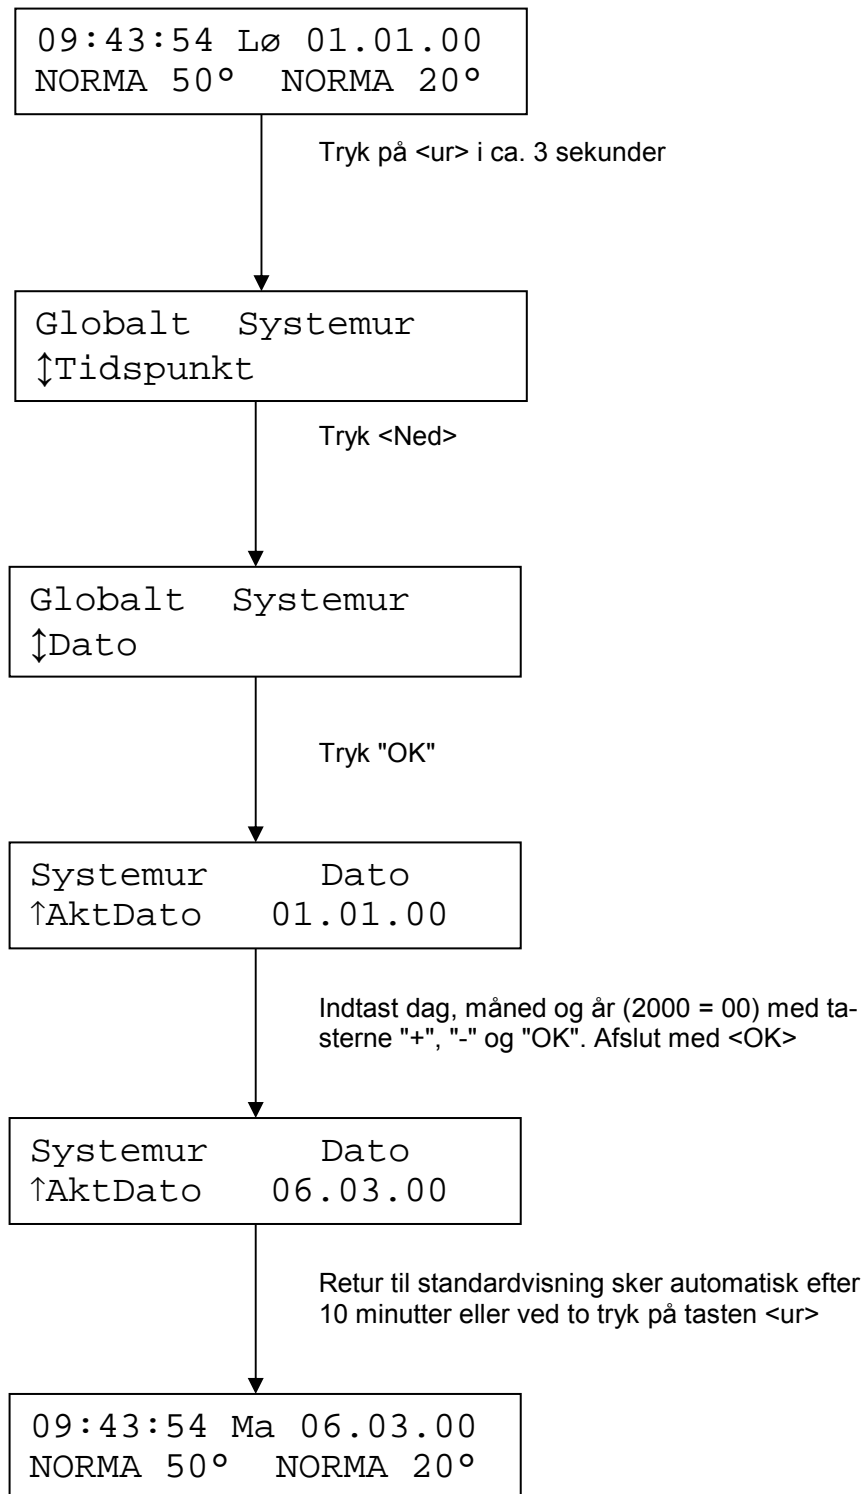 09:43:54 Lø 01.01.00
NORMA 50° NORMA 20°
Tryk på <ur> i ca. 3 sekunder
Globalt Systemur
↕Tidspunkt
Tryk <Ned>
Globalt Systemur
↕Dato
Tryk "OK"
Systemur Dato
↑AktDato 01.01.00
Indtast dag, måned og år (2000 = 00) med ta-
sterne "+", "-" og "OK". Afslut med <OK>
Systemur Dato
↑AktDato 06.03.00
Retur til standardvisning sker automatisk efter
10 minutter eller ved to tryk på tasten <ur>
09:43:54 Ma 06.03.00
NORMA 50° NORMA 20°